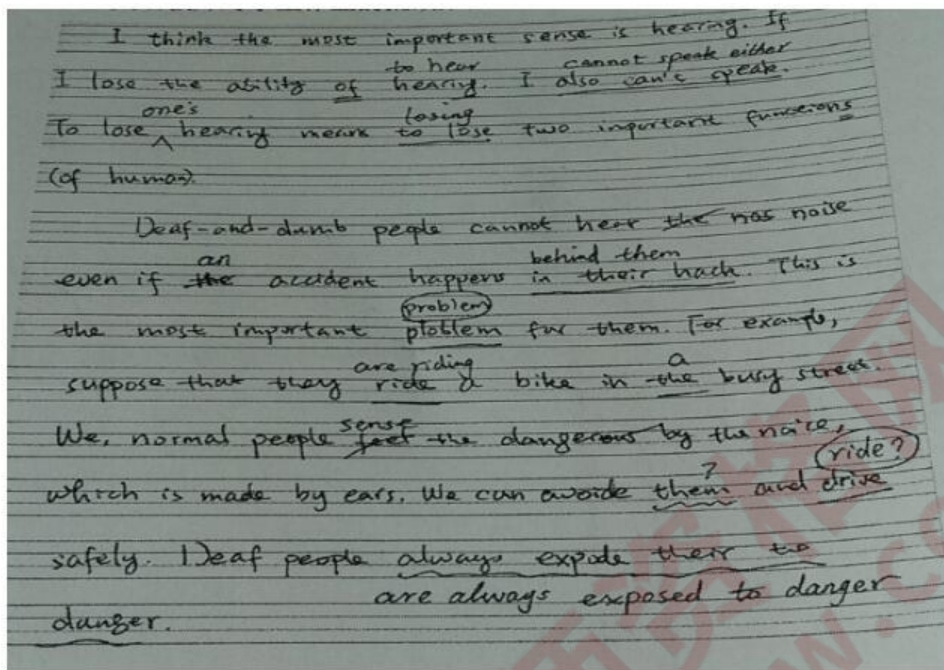 I think the most important sense is hearing. If
to hear cannot speak either
I lose the ability of hearing. I also can's speak.
one's losing
To lose hearing means to lose two inportant functions
(of human).
Deaf-and-dumb people cannot hear the nos noise
an behind them
even if the accident happens in their back. This is
problem
the most important ploblem for them. For example,
are riding a
suppose that they ride a bike in the busy street.
sense
We, normal people feel the dangerous by the noice, ride?
?
which is made by ears. We can avoide them and drive
safely. Deaf people always expode their to
are always exposed to danger
danger.